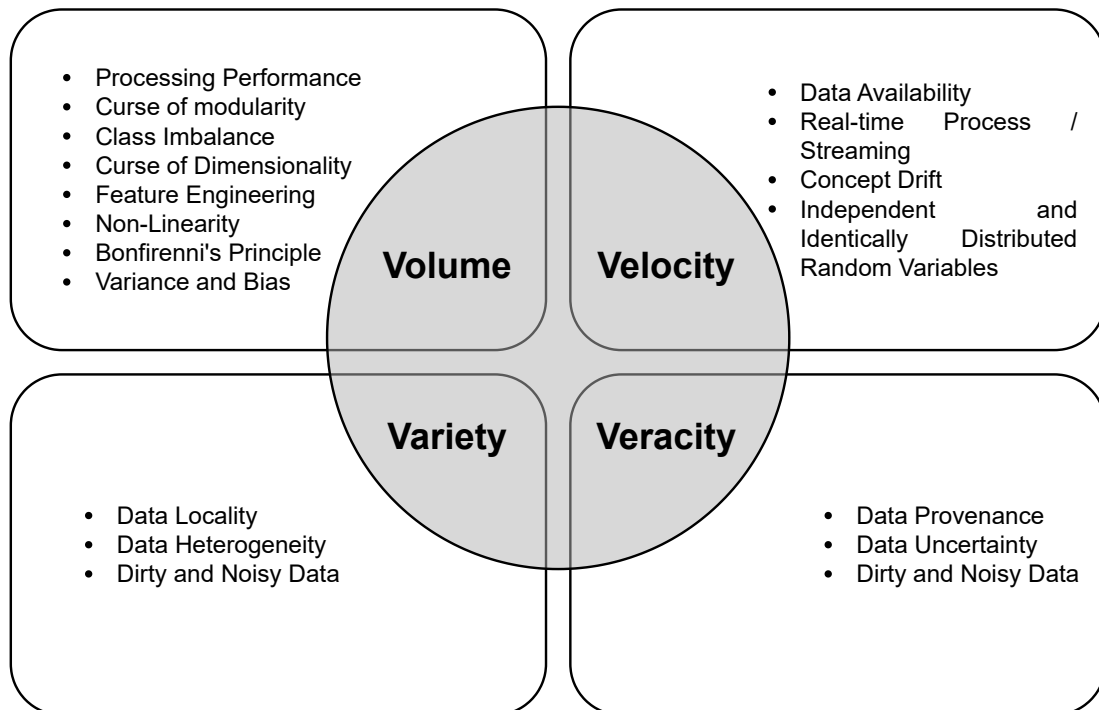 • Processing Performance
• Curse of modularity
• Class Imbalance
• Curse of Dimensionality
• Feature Engineering
• Non-Linearity
• Bonfirenni's Principle
• Variance and Bias
Volume
• Data Availability
• Real-time Process /
Streaming
• Concept Drift
• Independent and
Identically Distributed
Random Variables
Velocity
Variety
• Data Locality
• Data Heterogeneity
• Dirty and Noisy Data
Veracity
• Data Provenance
• Data Uncertainty
• Dirty and Noisy Data